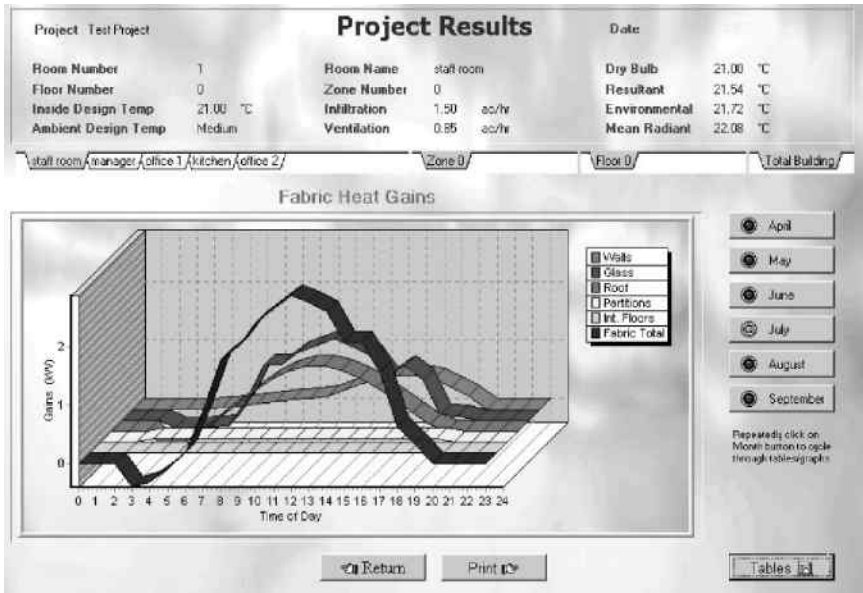 Project Test Project Project Results Date
Room Number 1 Room Name staff room Dry Bulb 21.00 °C
Floor Number 0 Zone Number 0 Resultant 21.54 °C
Inside Design Temp 21.00 °C Infiltration 1.50 ac/hr Environmental 21.72 °C
Ambient Design Temp Medium Ventilation 0.85 ac/hr Mean Radiant 22.08 °C
staff room manager office 1 kitchen office 2 Zone 0 Floor 0 Total Building
Fabric Heat Gains
Walls
Glass
Roof
Partitions
Int. Floors
Fabric Total
Gains (kW)
2
1
0
0 1 2 3 4 5 6 7 8 9 10 11 12 13 14 15 16 17 18 19 20 21 22 23 24
Time of Day
April
May
June
July
August
September
Repeatedly click on
Month button to cycle
through tables/graphs
Return Print Tables